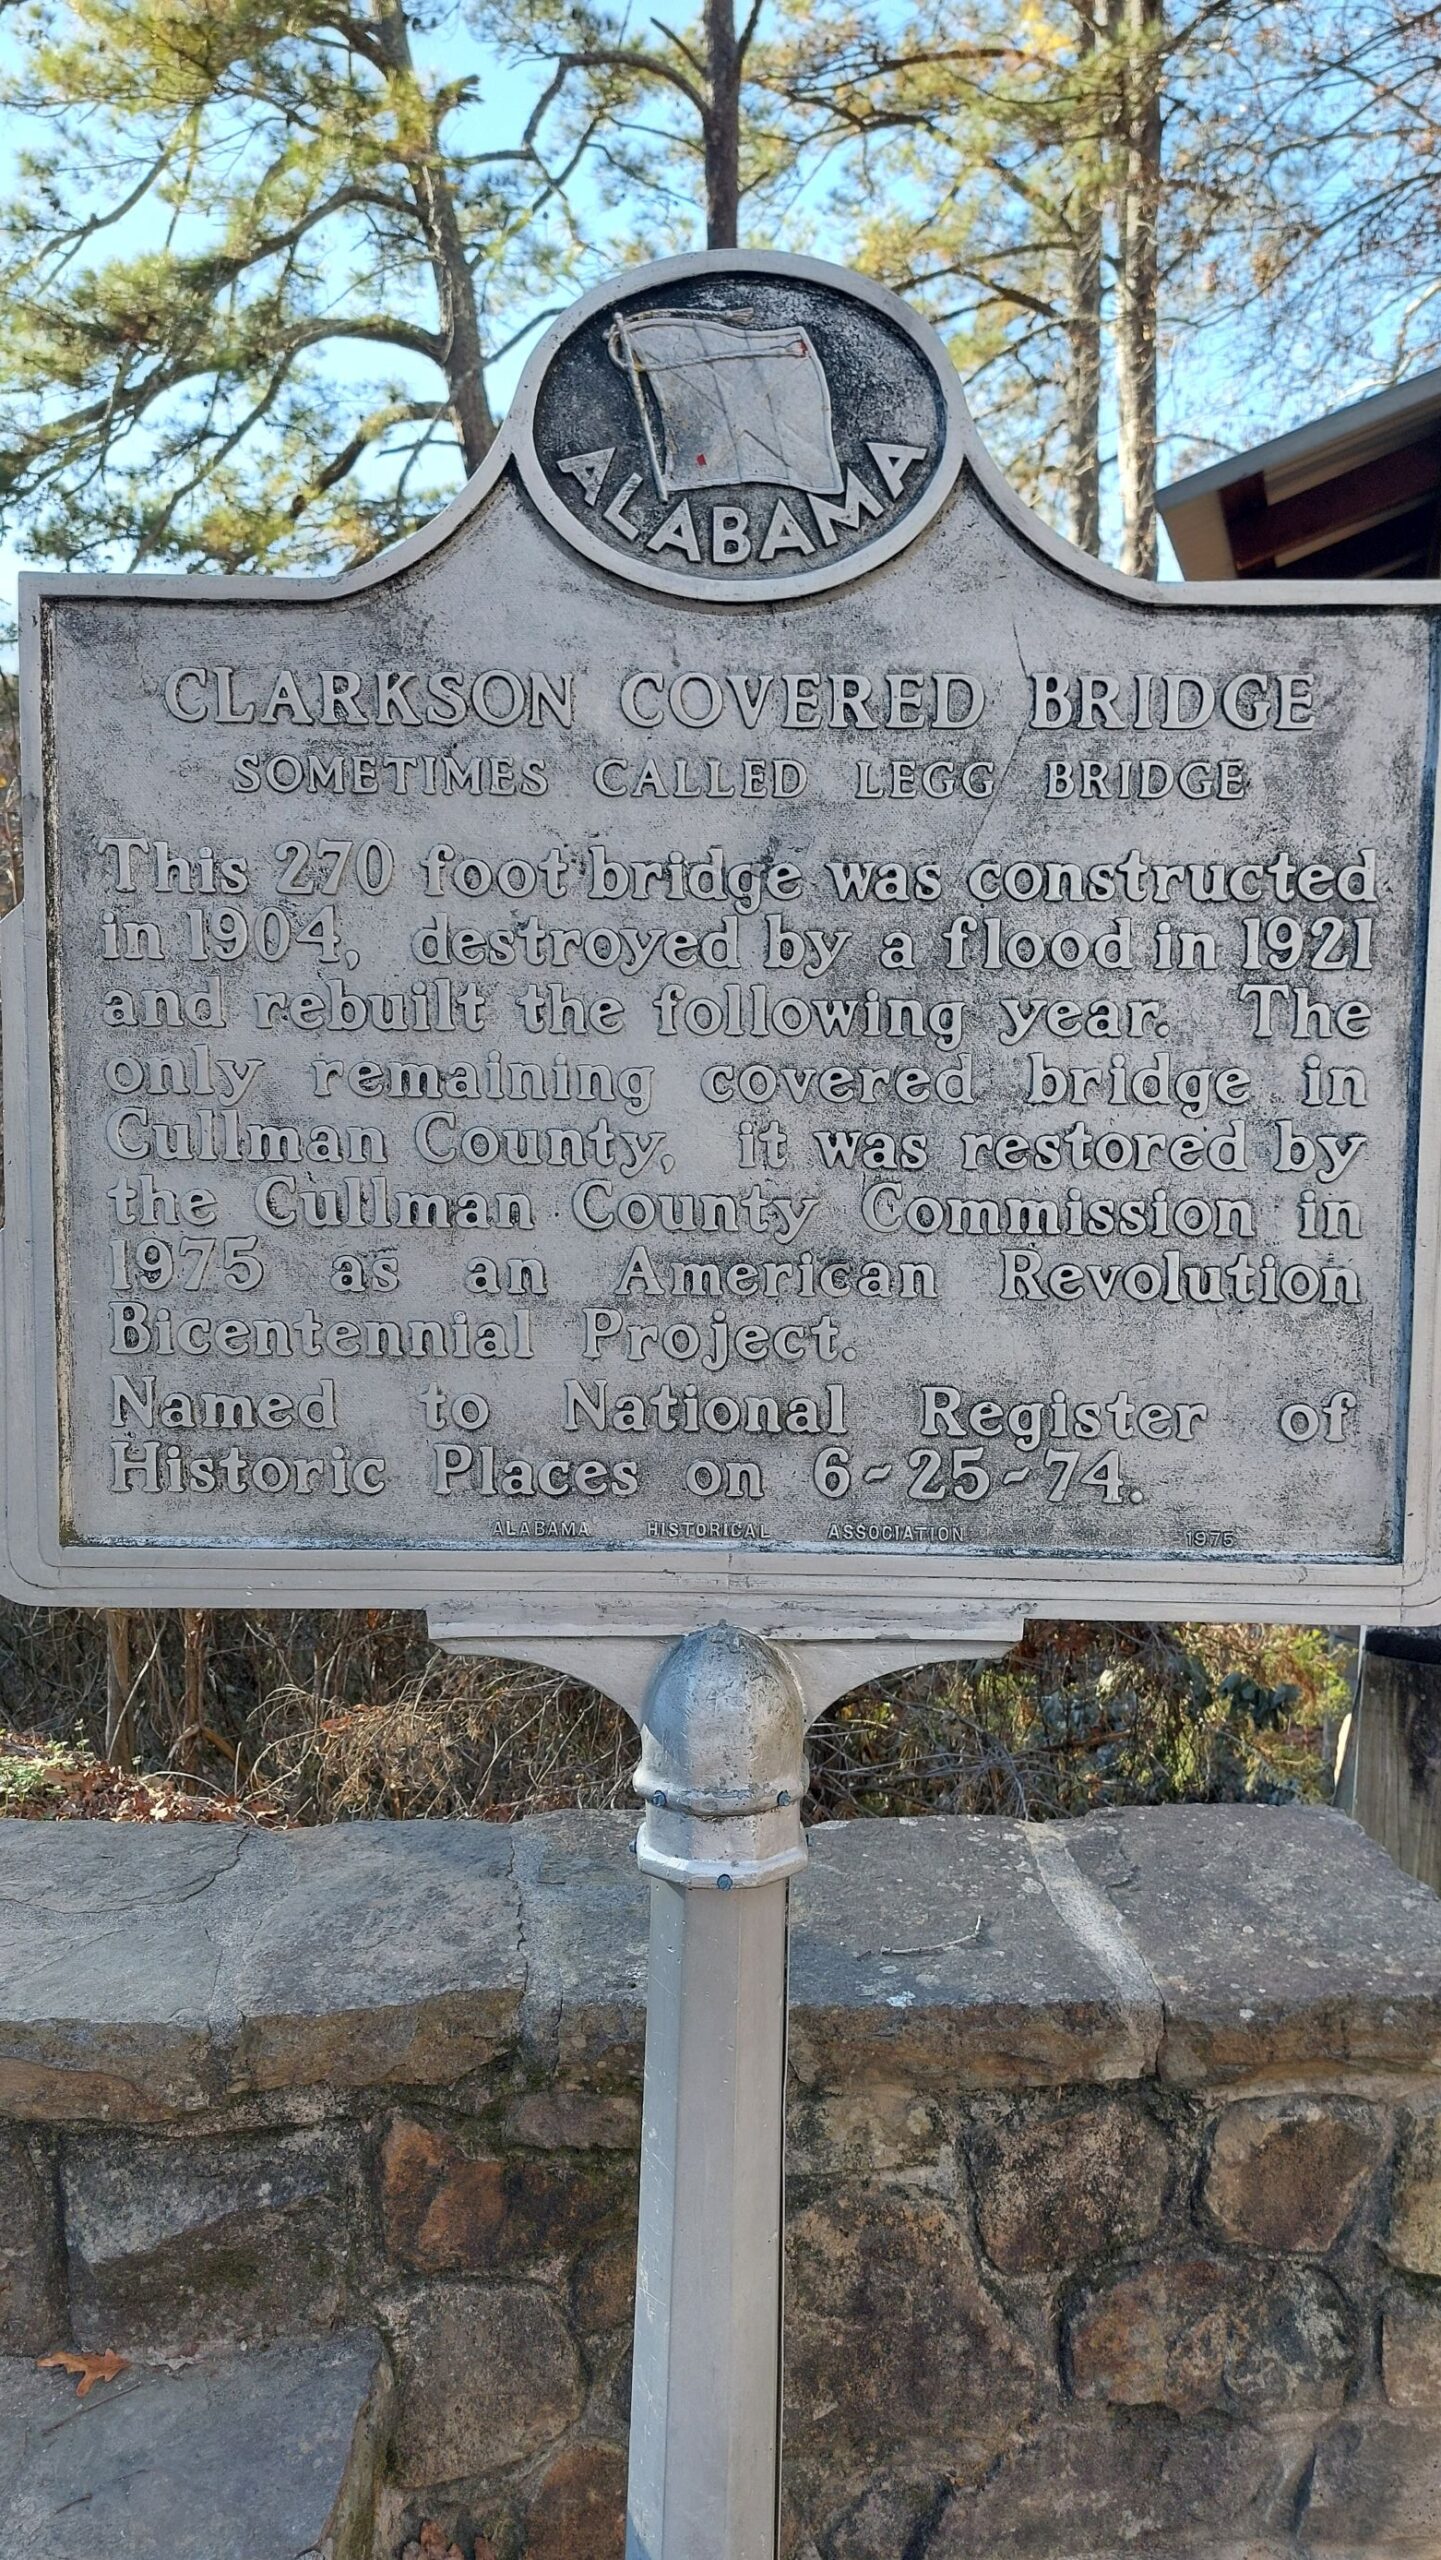 ALABAMA
CLARKSON COVERED BRIDGE
SOMETIMES CALLED LEGG BRIDGE
This 270 foot bridge was constructed
in 1904, destroyed by a flood in 1921
and rebuilt the following year. The
only remaining covered bridge in
Cullman County, it was restored by
the Cullman County Commission in
1975 as an American Revolution
Bicentennial Project.
Named to National Register of
Historic Places on 6-25-74.
ALABAMA HISTORICAL ASSOCIATION 1975